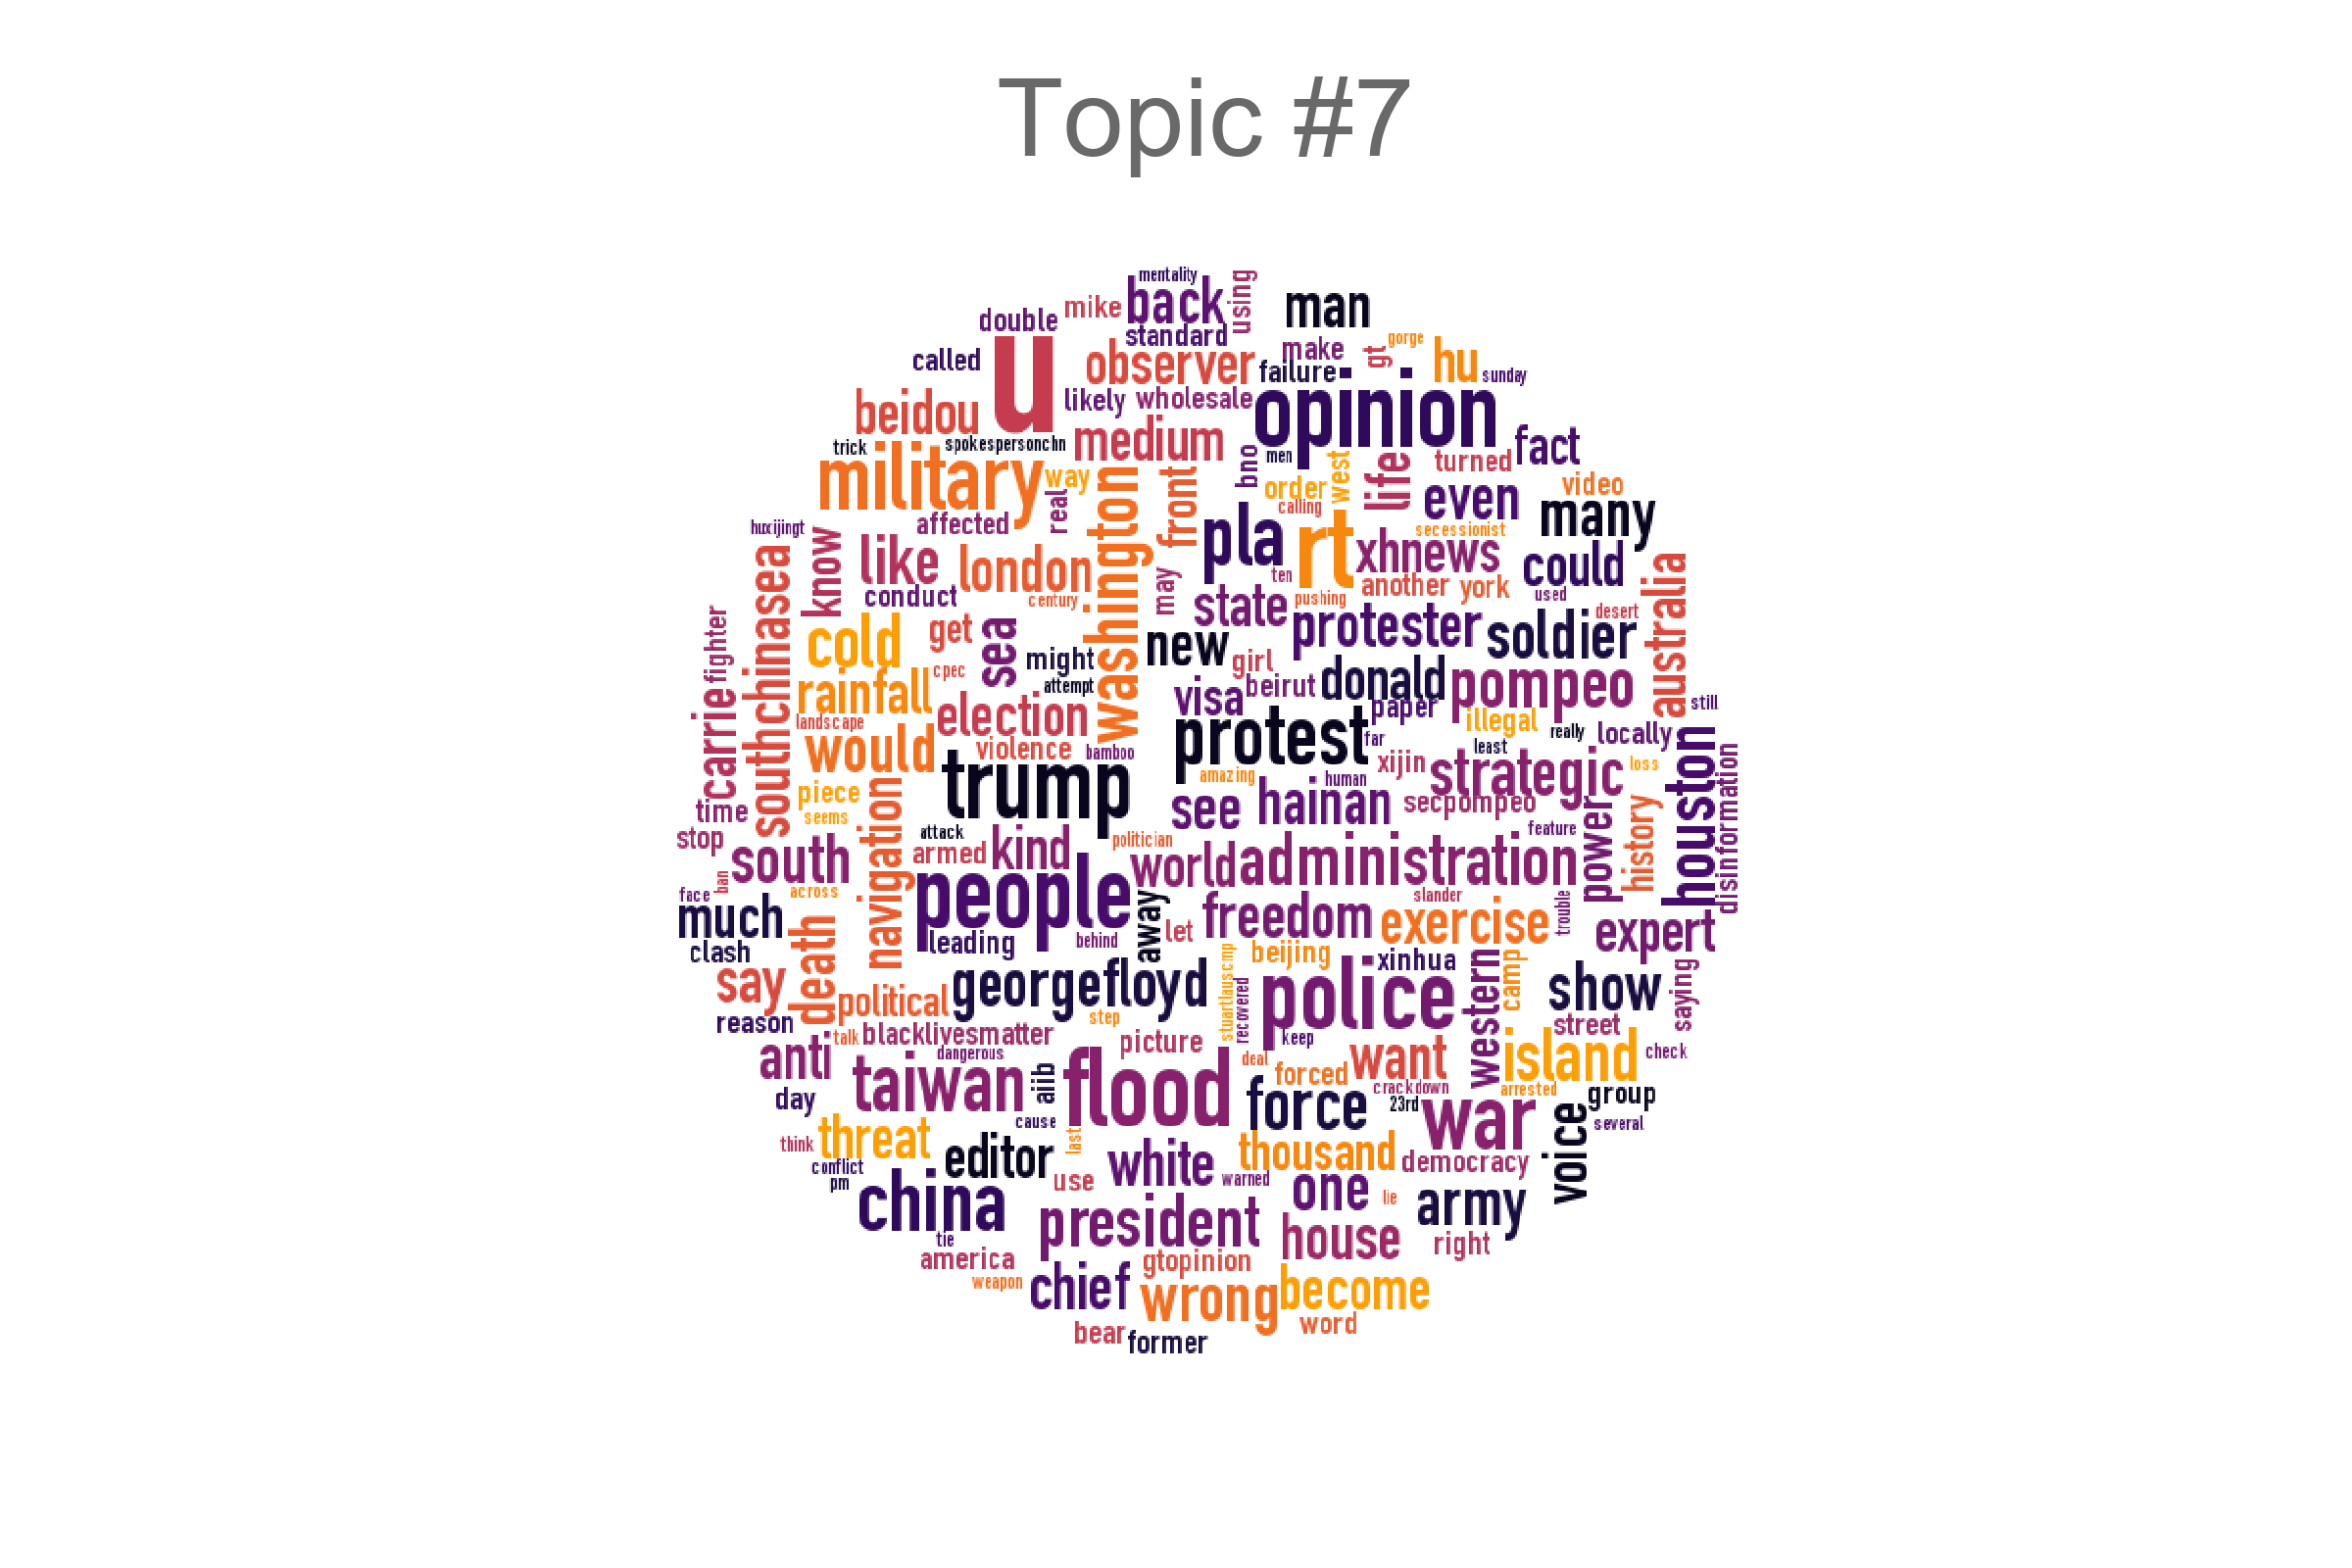 Topic #7
mentality
back
using
man
mike
double
standard
u
called
observer
make
gt
gorge
hu
failure
sunday
beidou
likely
wholesale
opinion
medium
trick
spokespersonchn
fact
military
way
washington
front
bno
men
west
life
turned
order
even
video
many
real
calling
huxijingt
affected
know
pla
rt
secessionist
southchinasea
like
london
xhnews
could
australia
may
ten
another
york
conduct
century
state
pushing
used
desert
fighter
cold
get
sea
new
protester
soldier
might
girl
cpec
attempt
beirut
donald
pompeo
carrie
rainfall
visa
paper
still
landscape
election
illegal
would
violence
bamboo
protest
far
least
really
locally
houston
trump
amazing
human
xijin
strategic
loss
disinformation
piece
navigation
time
seems
see
hainan
secpompeo
power
history
stop
attack
feature
south
armed
kind
politician
world
administration
face
ban
across
people
away
slander
trouble
much
death
leading
behind
let
freedom
exercise
expert
clash
say
georgefloyd
stuartlauscmp
recovered
beijing
xinhua
western
camp
show
saying
political
police
reason
step
street
talk
blacklivesmatter
picture
keep
anti
dangerous
deal
want
island
check
taiwan
aiib
flood
forced
crackdown
arrested
group
day
force
23rd
war
voice
several
cause
threat
think
editor
last
thousand
democracy
conflict
white
warned
pm
use
one
lie
army
china
president
house
right
tie
america
gtopinion
weapon
chief
wrong
become
bear
former
word